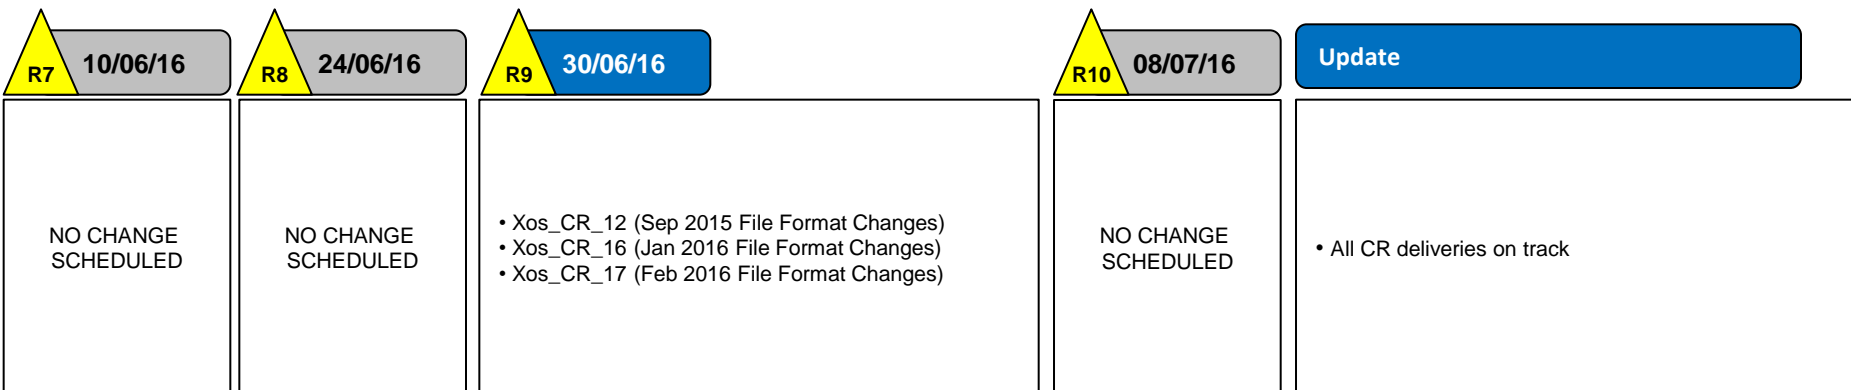 R7 10/06/16
NO CHANGE
SCHEDULED
R8 24/06/16
NO CHANGE
SCHEDULED
R9 30/06/16
• Xos_CR_12 (Sep 2015 File Format Changes)
• Xos_CR_16 (Jan 2016 File Format Changes)
• Xos_CR_17 (Feb 2016 File Format Changes)
R10 08/07/16
NO CHANGE
SCHEDULED
Update
• All CR deliveries on track